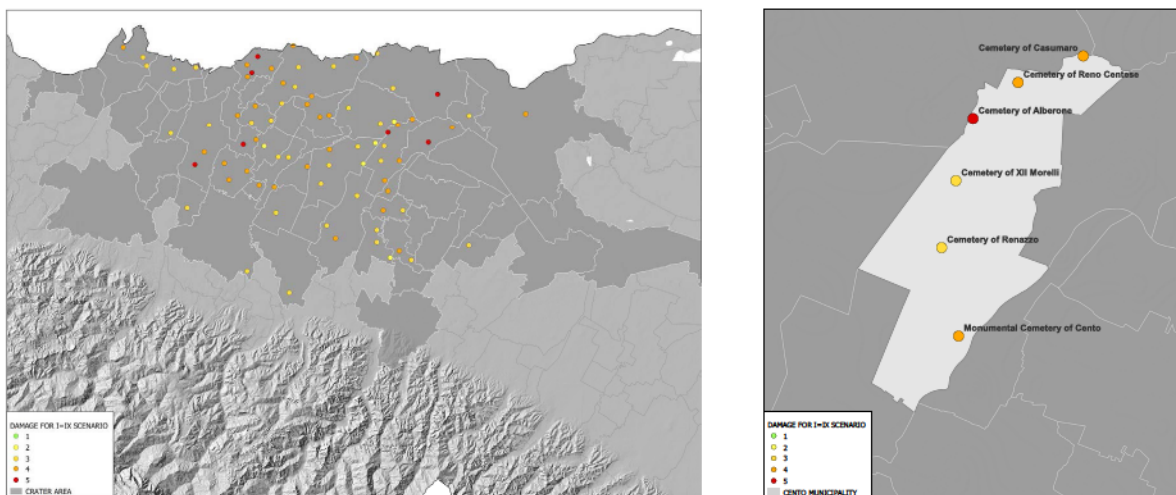 DAMAGE FOR I=IX SCENARIO
1
2
3
4
5
CRATER AREA
Cemetery of Casumaro
Cemetery of Reno Centese
Cemetery of Alberone
Cemetery of XII Morelli
Cemetery of Renazzo
Monumental Cemetery of Cento
DAMAGE FOR I=IX SCENARIO
1
2
3
4
5
CENTO MUNICIPALITY